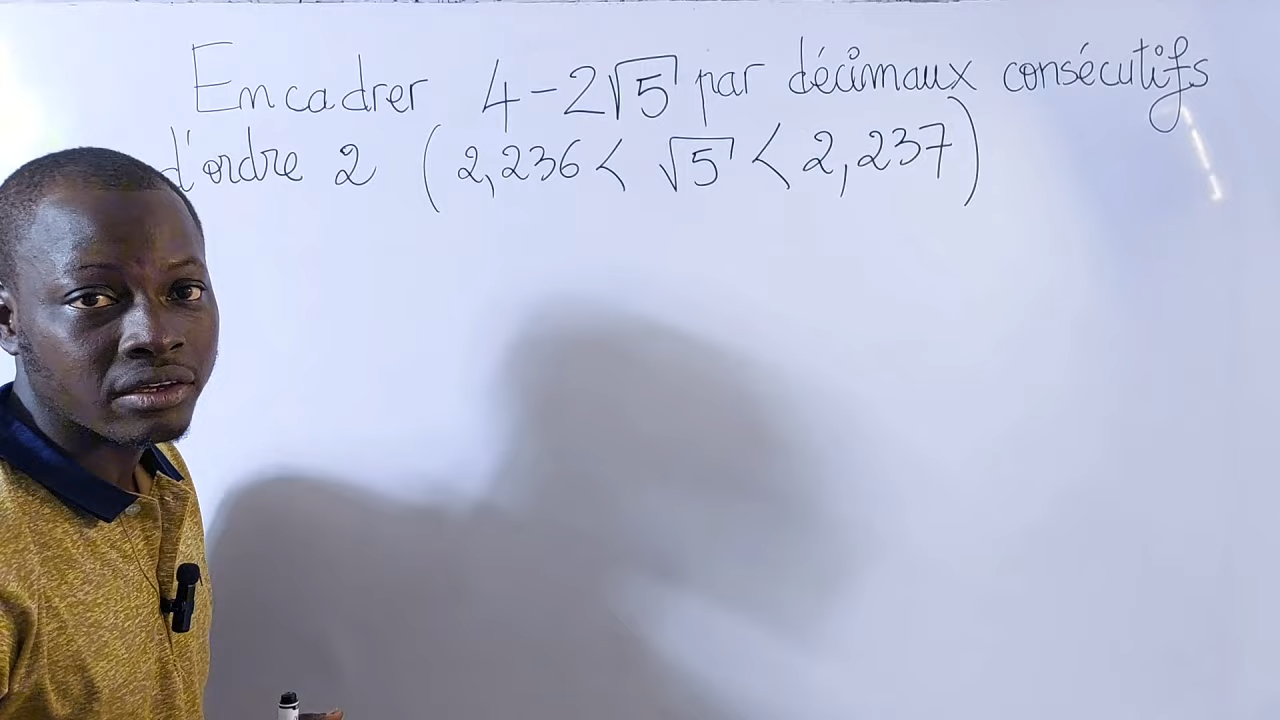 Encadrer 4-2√5 par décimaux consécutifs
d'ordre 2 (2,236 < √5 < 2,237)